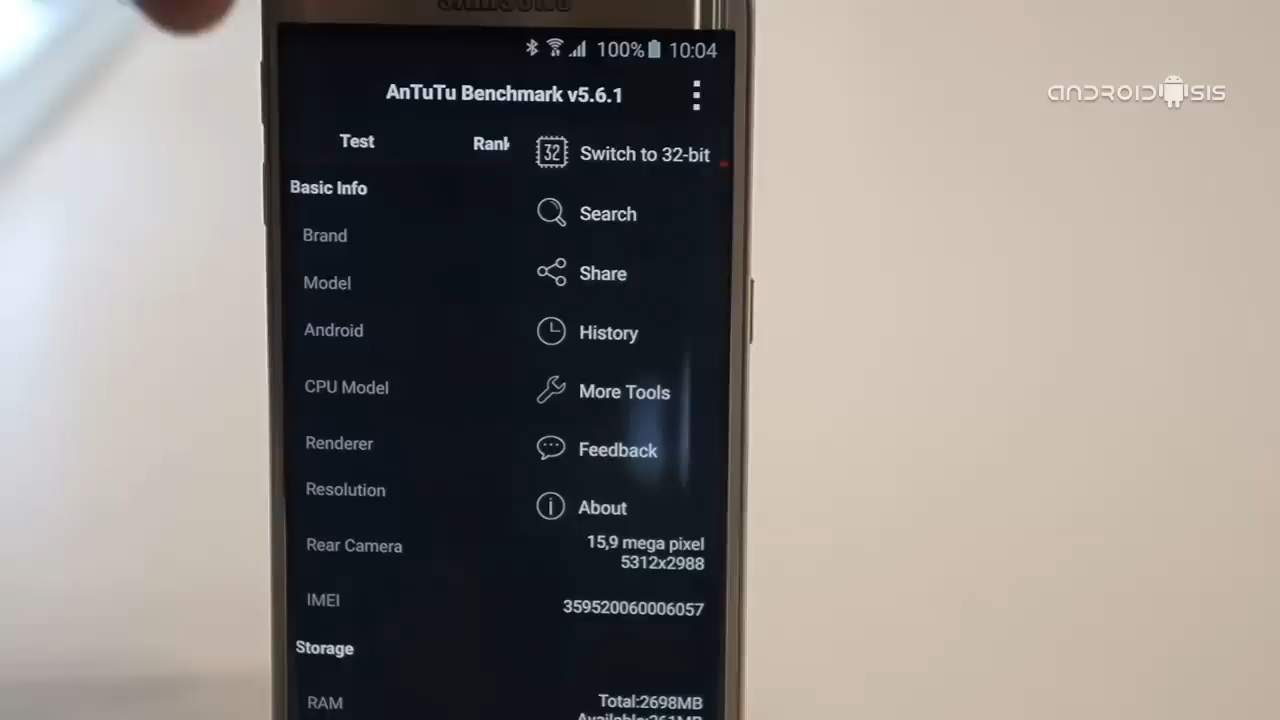 SAMSUNG
100% 10:04
AnTuTu Benchmark v5.6.1
ANDROIDSIS
Test
32 Switch to 32-bit
Basic Info
Search
Brand
Share
Model
History
Android
More Tools
CPU Model
Feedback
Renderer
About
Resolution
Rear Camera
15,9 mega pixel
5312x2988
IMEI
359520060006057
Storage
RAM
Total:2698MB